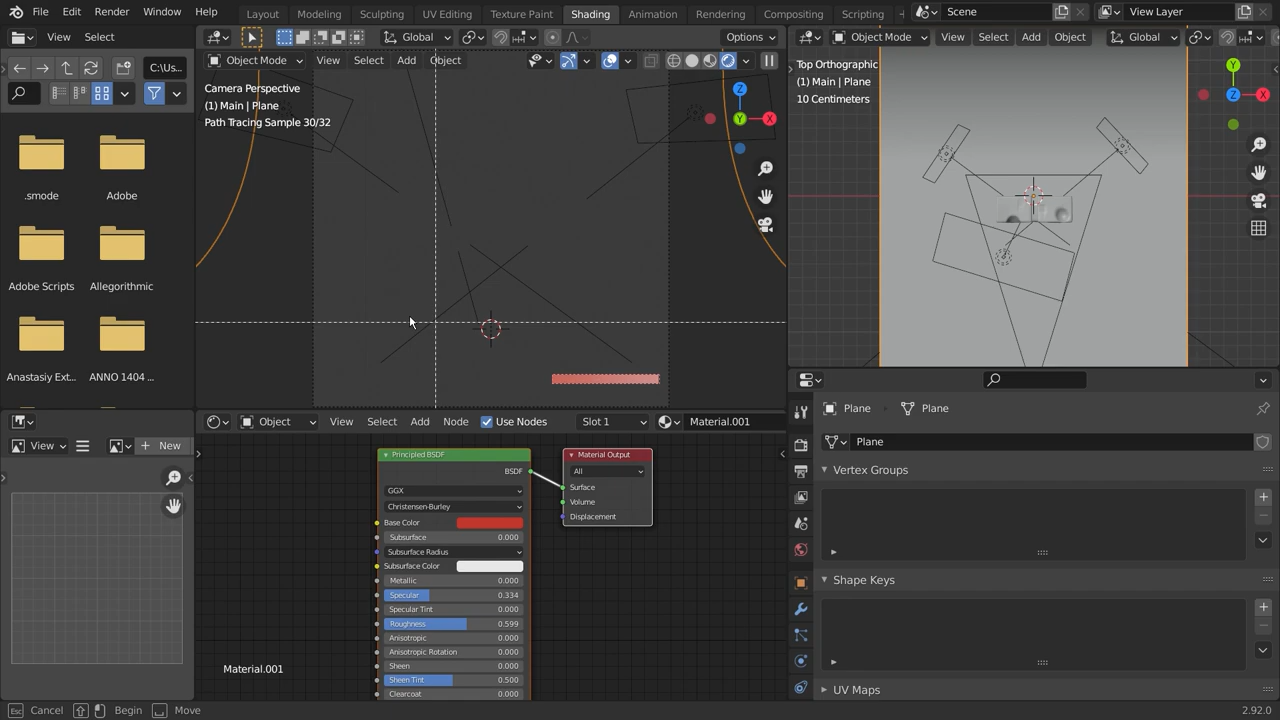 File Edit Render Window Help
Layout Modeling Sculpting UV Editing Texture Paint Shading Animation Rendering Compositing Scripting
Scene
View Layer
View Select
C:\Us...
.smode
Adobe
Adobe Scripts
Allegorithmic
Anastasiy Ext...
ANNO 1404 ...
Global
Options
Object Mode View Select Add Object
Camera Perspective
(1) Main | Plane
Path Tracing Sample 30/32
Z
Y
X
Object Mode View Select Add Object Global
Top Orthographic
(1) Main | Plane
10 Centimeters
Y
Z
X
View
New
Object View Select Add Node Use Nodes Slot 1 Material.001
Principled BSDF
BSDF
GGX
Christensen-Burley
Base Color
Subsurface 0.000
Subsurface Radius
Subsurface Color
Metallic 0.000
Specular 0.334
Specular Tint 0.000
Roughness 0.599
Anisotropic 0.000
Anisotropic Rotation 0.000
Sheen 0.000
Sheen Tint 0.500
Clearcoat 0.000
Material Output
All
Surface
Volume
Displacement
Material.001
Plane
Plane
Plane
Vertex Groups
Shape Keys
UV Maps
Esc Cancel Begin Move
2.92.0